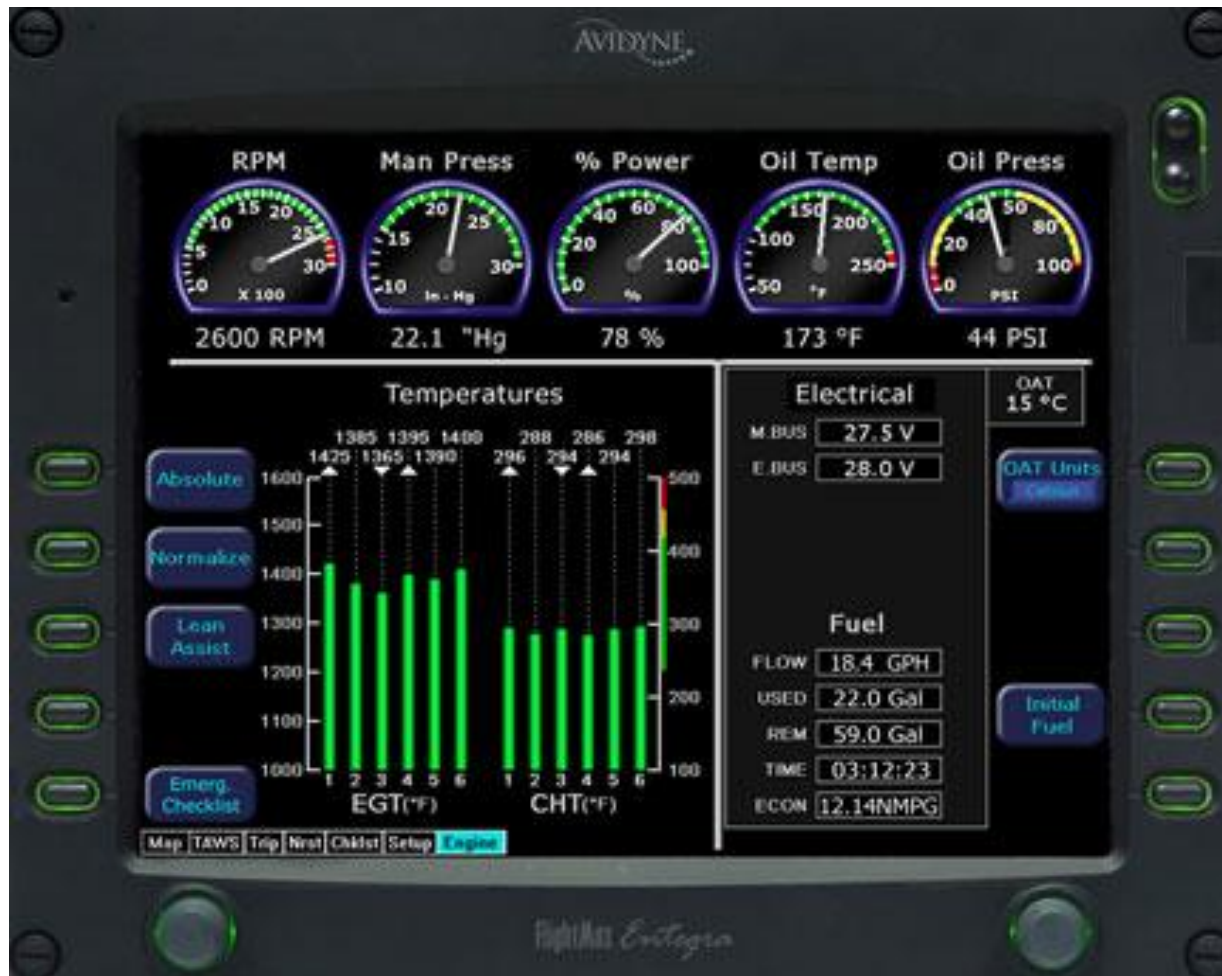 AVIDYNE
RPM
Man Press
% Power
Oil Temp
Oil Press
0 5 10 15 20 25 30
X 100
10 15 20 25 30
In - Hg
0 20 40 60 80 100
%
50 100 150 200 250
°F
0 20 40 50 80 100
PSI
2600 RPM
22.1 "Hg
78 %
173 °F
44 PSI
Temperatures
1385 1395 1400
1429 1365 1390
288 286 298
296 294 294
Absolute
Normalize
Lean
Assist
Emerg.
Checklist
1600
1500
1400
1300
1200
1100
1000
1 2 3 4 5 6
EGT(°F)
500
400
300
200
100
1 2 3 4 5 6
CHT(°F)
Electrical
M.BUS 27.5 V
E.BUS 28.0 V
Fuel
FLOW 18.4 GPH
USED 22.0 Gal
REM 59.0 Gal
TIME 03:12:23
ECON 12.14NMPG
OAT
15 °C
OAT Units
Celsius
Initial
Fuel
Map TAWS Trip Nrst Chklst Setup Engine
FlightMax Entegra